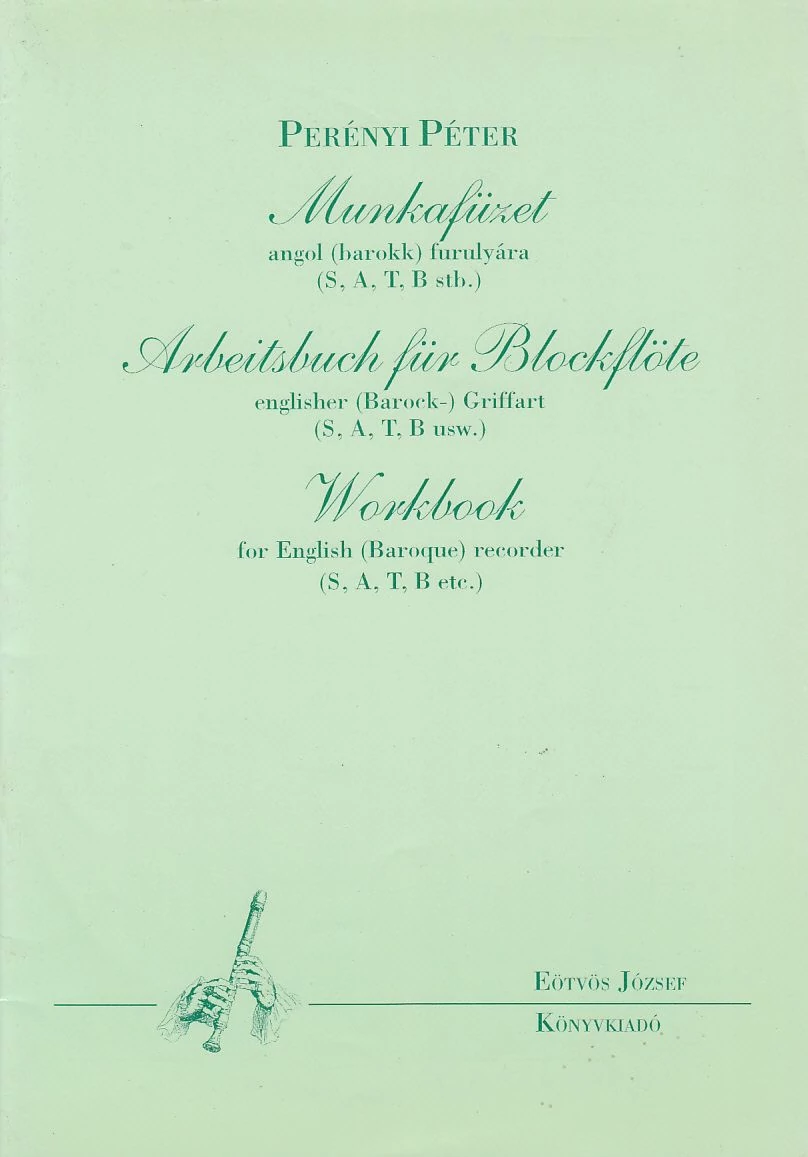 PERÉNYI PÉTER
Munkafüzet
angol (barokk) furulyára
(S, A, T, B stb.)
Arbeitsbuch für Blockflöte
englisher (Barock-) Griffart
(S, A, T, B usw.)
Workbook
for English (Baroque) recorder
(S, A, T, B etc.)
EÖTVÖS JÓZSEF
KÖNYVKIADÓ